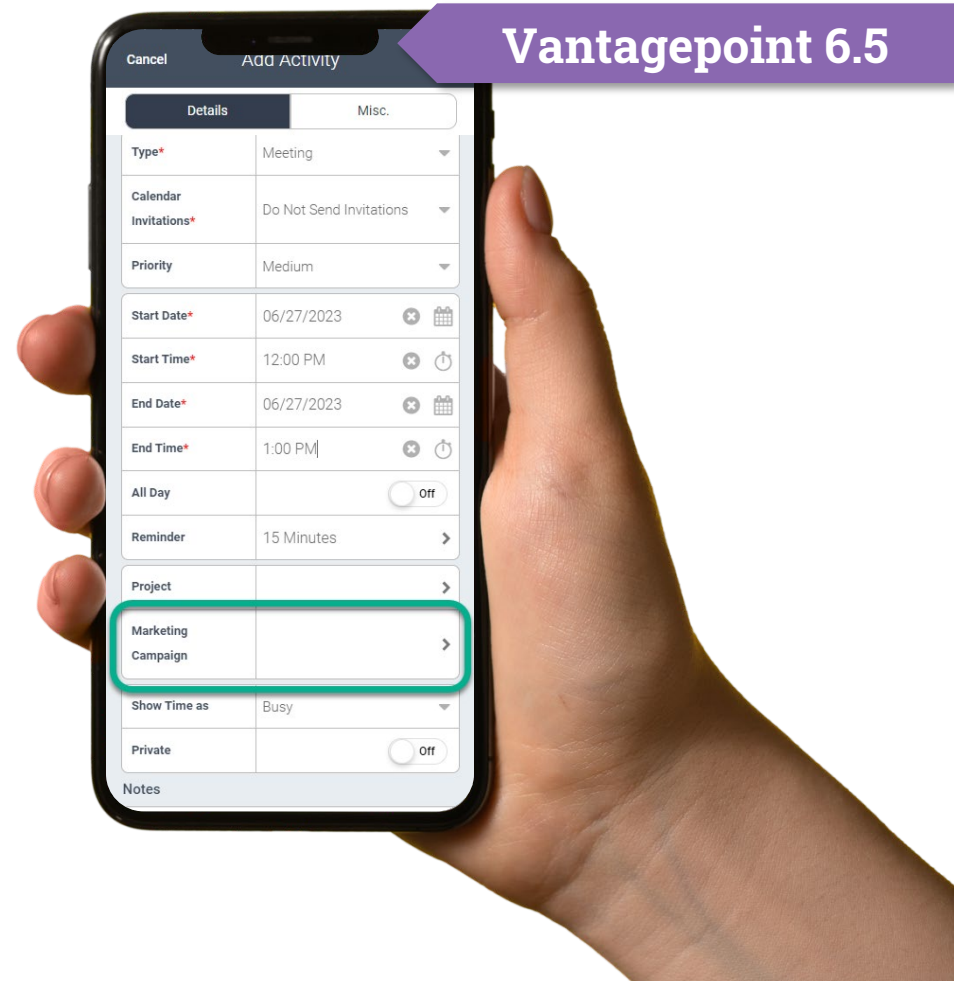 Vantagepoint 6.5
Cancel Add Activity
Details Misc.
Type* Meeting
Calendar
Invitations* Do Not Send Invitations
Priority Medium
Start Date* 06/27/2023
Start Time* 12:00 PM
End Date* 06/27/2023
End Time* 1:00 PM
All Day Off
Reminder 15 Minutes
Project
Marketing
Campaign
Show Time as Busy
Private Off
Notes